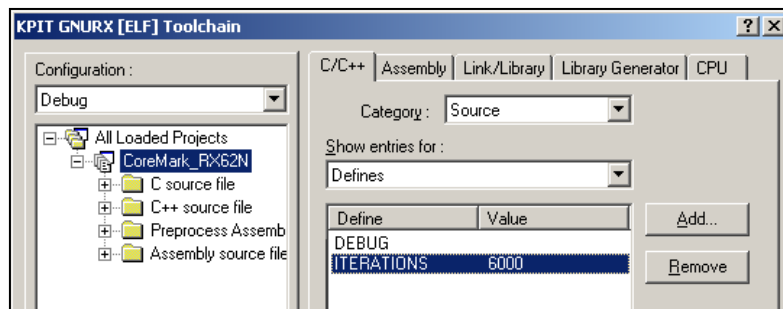 KPIT GNURX [ELF] Toolchain
Configuration :
Debug
All Loaded Projects
CoreMark_RX62N
C source file
C++ source file
Preprocess Assemb
Assembly source file
C/C++ Assembly Link/Library Library Generator CPU
Category : Source
Show entries for :
Defines
Define Value
DEBUG
ITERATIONS 6000
Add...
Remove